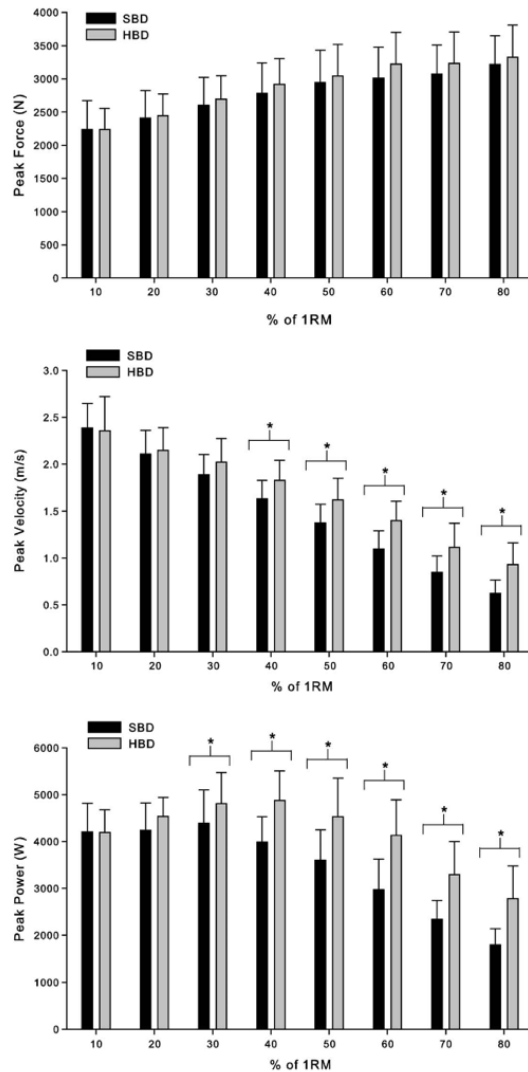 SBD
HBD
Peak Force (N)
4000
3500
3000
2500
2000
1500
1000
500
0
10 20 30 40 50 60 70 80
% of 1RM
SBD
HBD
Peak Velocity (m/s)
3.0
2.5
2.0
1.5
1.0
0.5
0.0
* * * * *
10 20 30 40 50 60 70 80
% of 1RM
SBD
HBD
Peak Power (W)
6000
5000
4000
3000
2000
1000
0
* * * * * *
10 20 30 40 50 60 70 80
% of 1RM